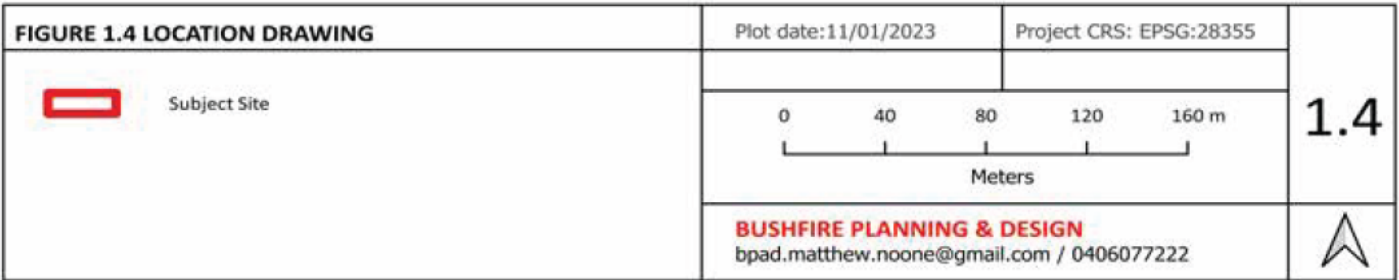 FIGURE 1.4 LOCATION DRAWING
Plot date:11/01/2023
Project CRS: EPSG:28355
Subject Site
0 40 80 120 160 m
Meters
1.4
BUSHFIRE PLANNING & DESIGN
bpad.matthew.noone@gmail.com / 0406077222